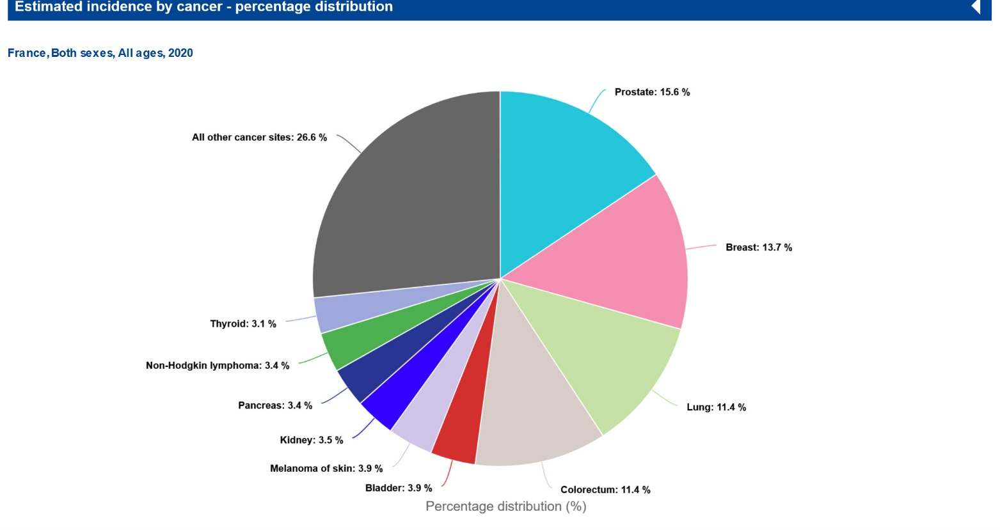 Estimated incidence by cancer - percentage distribution
France, Both sexes, All ages, 2020
Prostate: 15.6 %
All other cancer sites: 26.6 %
Breast: 13.7 %
Thyroid: 3.1 %
Non-Hodgkin lymphoma: 3.4 %
Pancreas: 3.4 %
Lung: 11.4 %
Kidney: 3.5 %
Melanoma of skin: 3.9 %
Bladder: 3.9 %
Colorectum: 11.4 %
Percentage distribution (%)